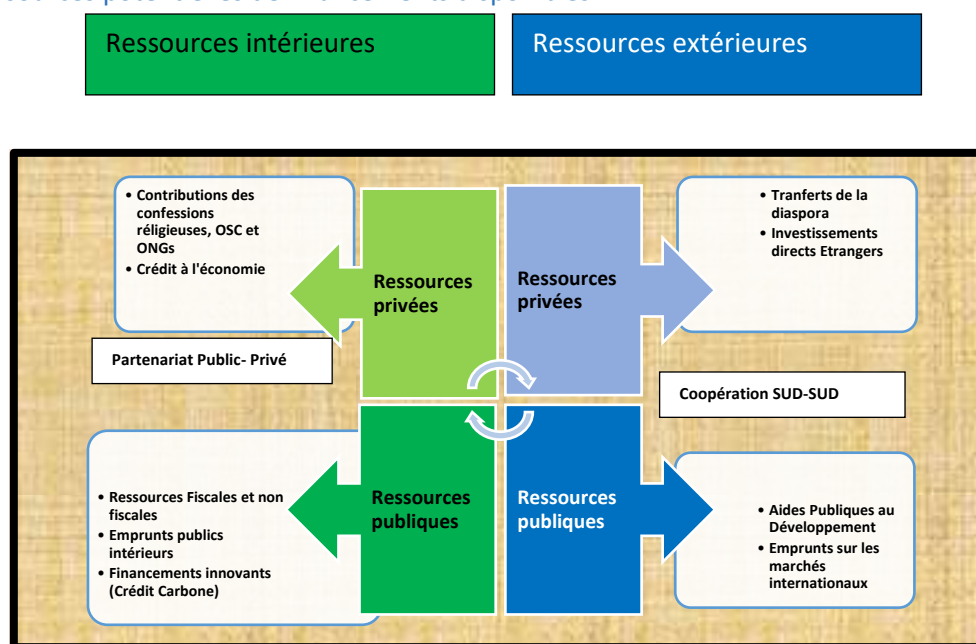 Ressources intérieures
Ressources extérieures
• Contributions des
confessions
réligieuses, OSC et
ONGs
• Crédit à l'économie
Ressources
privées
Ressources
privées
• Tranferts de la
diaspora
• Investissements
directs Etrangers
Partenariat Public- Privé
Coopération SUD-SUD
• Ressources Fiscales et non
fiscales
• Emprunts publics
intérieurs
• Financements innovants
(Crédit Carbone)
Ressources
publiques
Ressources
publiques
• Aides Publiques au
Développement
• Emprunts sur les
marchés
internationaux